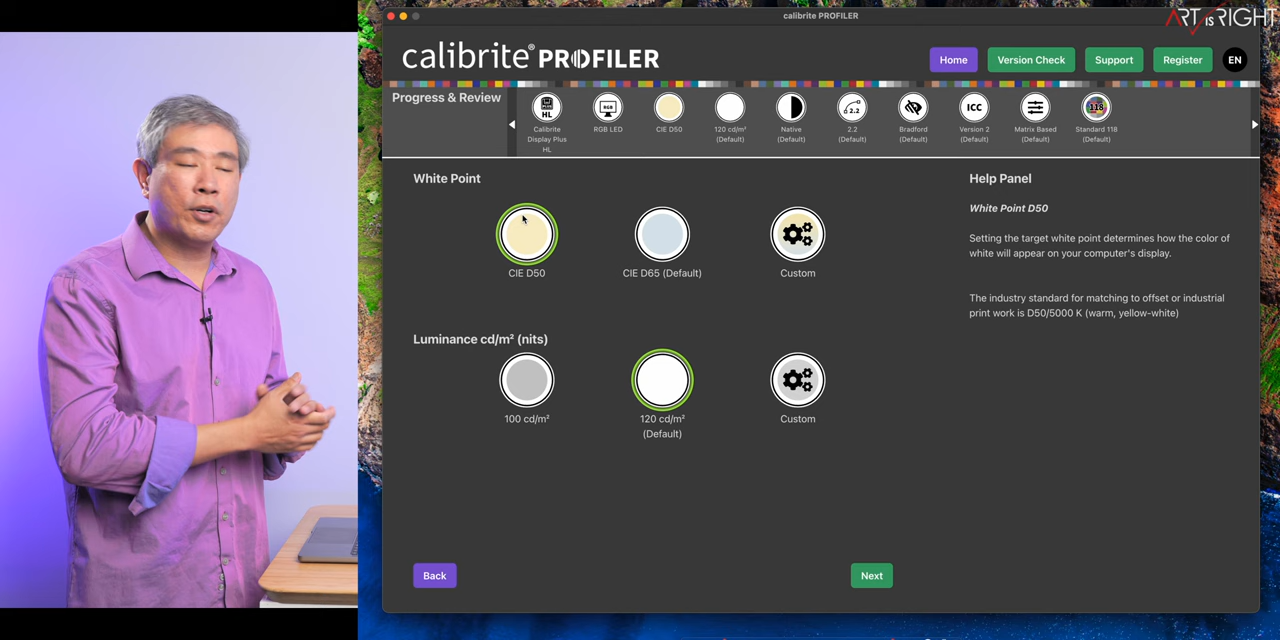 calibrite PROFILER
ART is RIGHT
calibrite® PROFILER
Home
Version Check
Support
Register
EN
Progress & Review
HL
RGB
2.2
ICC
118
Calibrite
Display Plus
HL
RGB LED
CIE D50
120 cd/m²
(Default)
Native
(Default)
2.2
(Default)
Bradford
(Default)
Version 2
(Default)
Matrix Based
(Default)
Standard 118
(Default)
White Point
CIE D50
CIE D65 (Default)
Custom
Luminance cd/m² (nits)
100 cd/m²
120 cd/m²
(Default)
Custom
Help Panel
White Point D50
Setting the target white point determines how the color of
white will appear on your computer's display.
The industry standard for matching to offset or industrial
print work is D50/5000 K (warm, yellow-white)
Back
Next